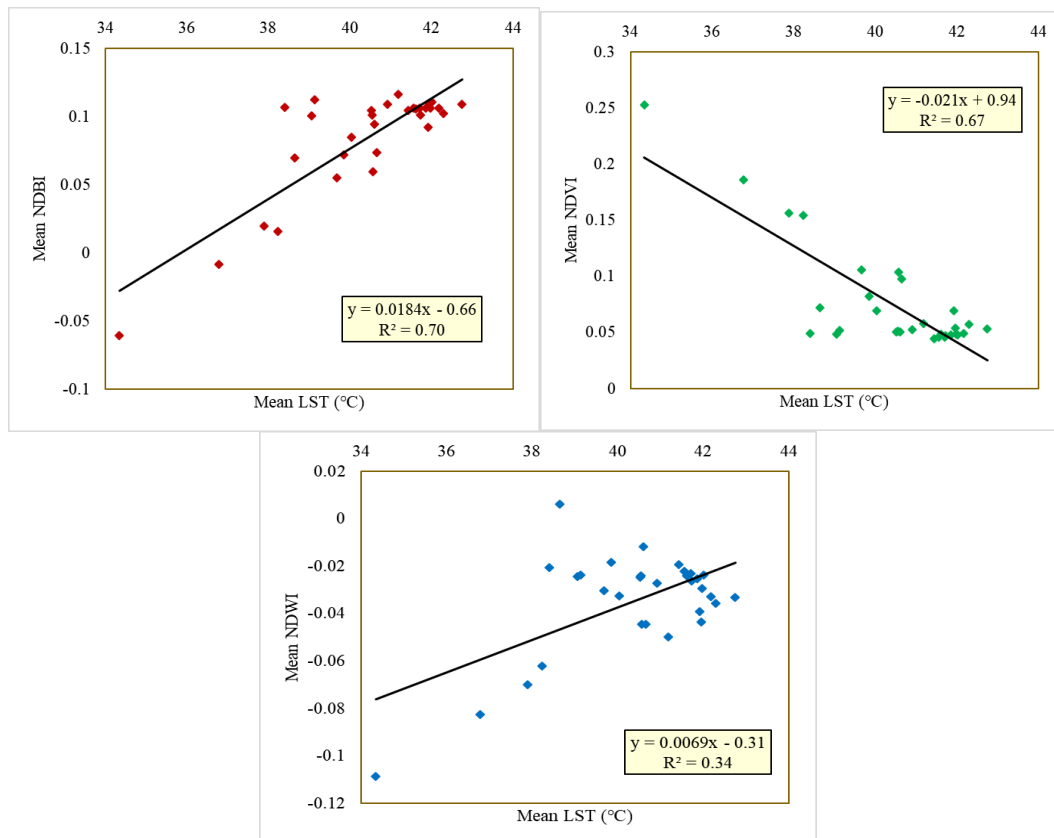 34 36 38 40 42 44
0.15
0.1
0.05
0
-0.05
-0.1
Mean NDBI
y = 0.0184x - 0.66
R² = 0.70
Mean LST (°C)
34 36 38 40 42 44
0.3
0.25
0.2
0.15
0.1
0.05
0
Mean NDVI
y = -0.021x + 0.94
R² = 0.67
Mean LST (°C)
34 36 38 40 42 44
0.02
0
-0.02
-0.04
-0.06
-0.08
-0.1
-0.12
Mean NDWI
y = 0.0069x - 0.31
R² = 0.34
Mean LST (°C)